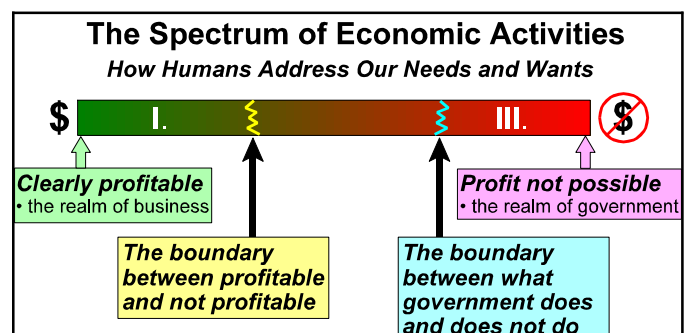 The Spectrum of Economic Activities
How Humans Address Our Needs and Wants
$ I. III. $
Clearly profitable
• the realm of business
Profit not possible
• the realm of government
The boundary
between profitable
and not profitable
The boundary
between what
government does
and does not do